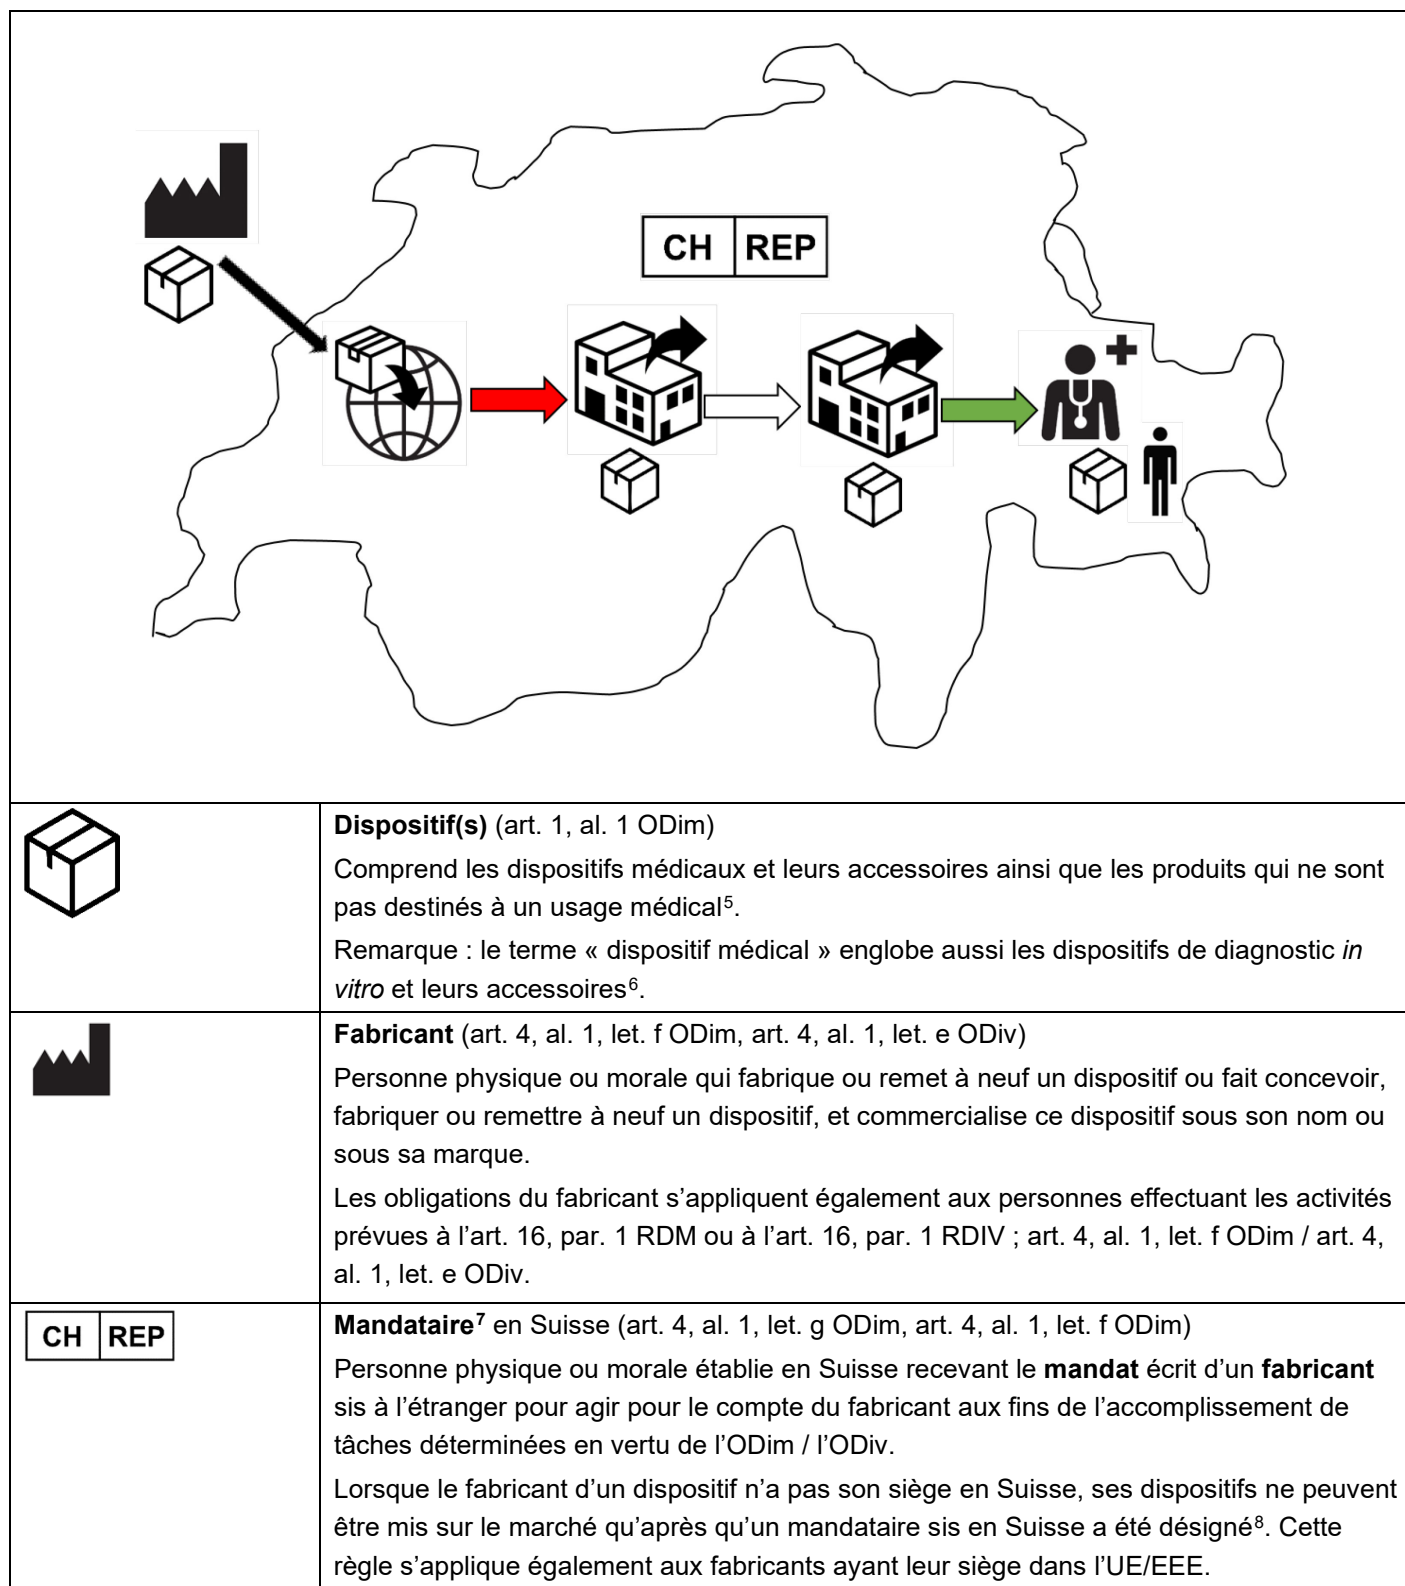 CH REP
Dispositif(s) (art. 1, al. 1 ODim)
Comprend les dispositifs médicaux et leurs accessoires ainsi que les produits qui ne sont
pas destinés à un usage médical⁵.
Remarque : le terme « dispositif médical » englobe aussi les dispositifs de diagnostic in
vitro et leurs accessoires⁶.
Fabricant (art. 4, al. 1, let. f ODim, art. 4, al. 1, let. e ODiv)
Personne physique ou morale qui fabrique ou remet à neuf un dispositif ou fait concevoir,
fabriquer ou remettre à neuf un dispositif, et commercialise ce dispositif sous son nom ou
sous sa marque.
Les obligations du fabricant s’appliquent également aux personnes effectuant les activités
prévues à l’art. 16, par. 1 RDM ou à l’art. 16, par. 1 RDIV ; art. 4, al. 1, let. f ODim / art. 4,
al. 1, let. e ODiv.
CH REP
Mandataire⁷ en Suisse (art. 4, al. 1, let. g ODim, art. 4, al. 1, let. f ODim)
Personne physique ou morale établie en Suisse recevant le mandat écrit d’un fabricant
sis à l’étranger pour agir pour le compte du fabricant aux fins de l’accomplissement de
tâches déterminées en vertu de l’ODim / l’ODiv.
Lorsque le fabricant d’un dispositif n’a pas son siège en Suisse, ses dispositifs ne peuvent
être mis sur le marché qu’après qu’un mandataire sis en Suisse a été désigné⁸. Cette
règle s’applique également aux fabricants ayant leur siège dans l’UE/EEE.